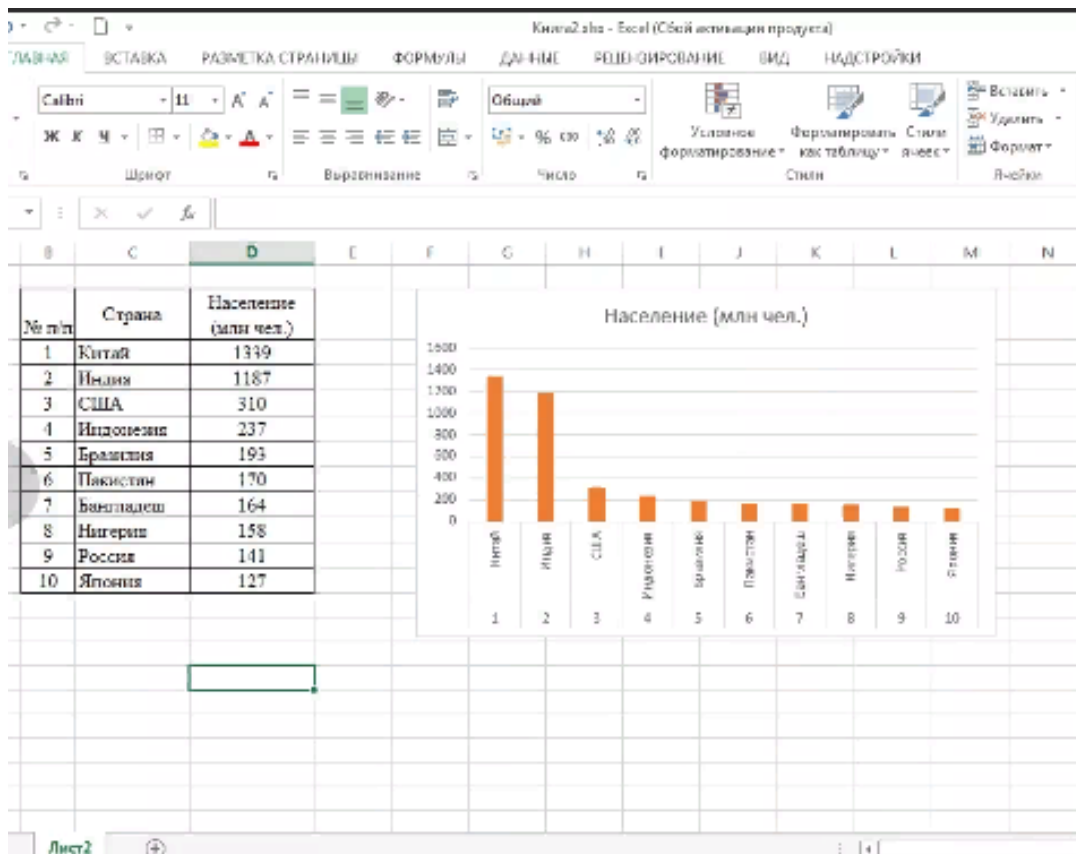 Книга2.xlsx - Excel (Сбой активации продукта)
ГЛАВНАЯ ВСТАВКА РАЗМЕТКА СТРАНИЦЫ ФОРМУЛЫ ДАННЫЕ РЕЦЕНЗИРОВАНИЕ ВИД НАДСТРОЙКИ
Calibri 11 Общий Вставить
Ж К Ч % 000 Условное Форматировать Стили Удалить
форматирование как таблицу ячеек Формат
Шрифт Выравнивание Число Стили Ячейки
fx
B C D E F G H I J K L M N
№ п/п Страна Население
(млн чел.)
1 Китай 1339
2 Индия 1187
3 США 310
4 Индонезия 237
5 Бразилия 193
6 Пакистан 170
7 Бангладеш 164
8 Нигерия 158
9 Россия 141
10 Япония 127
Население (млн чел.)
1600
1400
1200
1000
800
600
400
200
0
Китай Индия США Индонезия Бразилия Пакистан Бангладеш Нигерия Россия Япония
1 2 3 4 5 6 7 8 9 10
Лист2